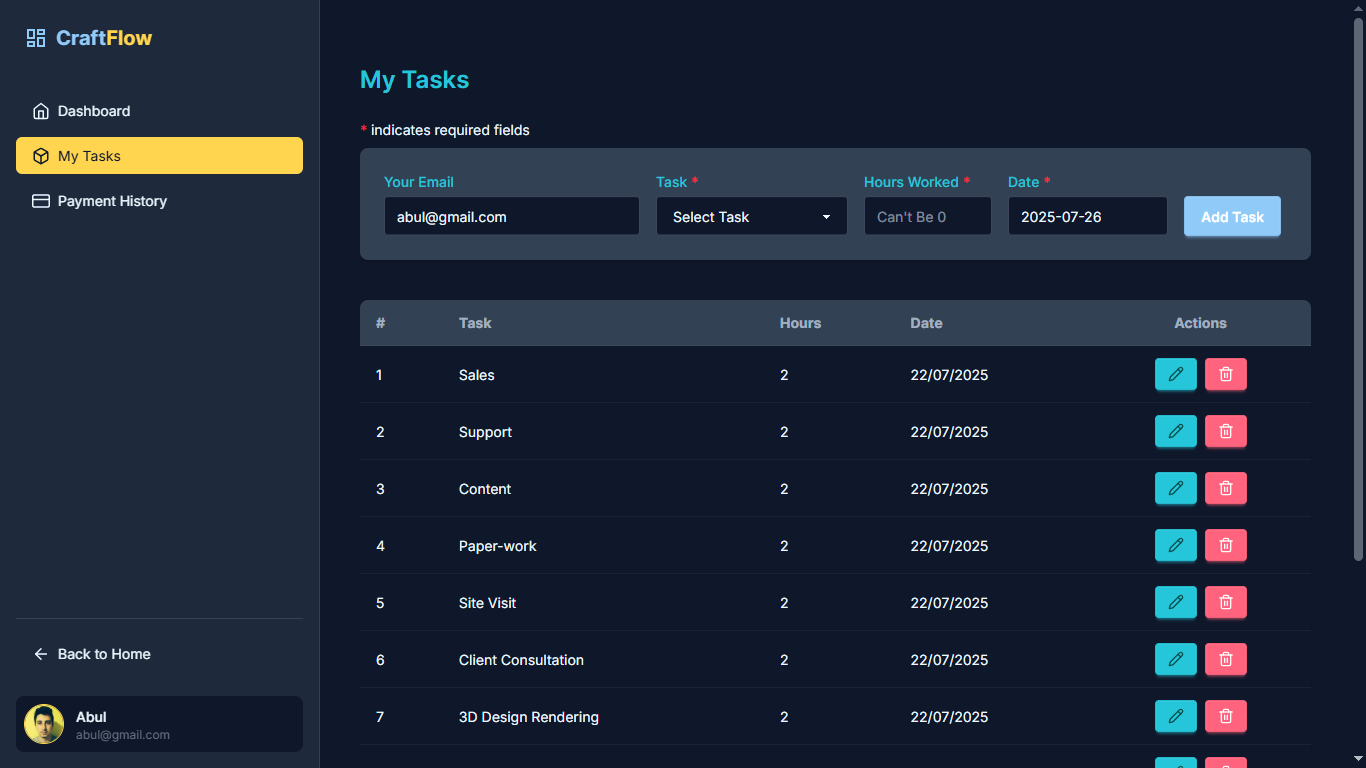 CraftFlow
Dashboard
My Tasks
Payment History
Back to Home
Abul
abul@gmail.com
My Tasks
* indicates required fields
Your Email Task * Hours Worked * Date *
abul@gmail.com Select Task Can't Be 0 2025-07-26 Add Task
# Task Hours Date Actions
1 Sales 2 22/07/2025
2 Support 2 22/07/2025
3 Content 2 22/07/2025
4 Paper-work 2 22/07/2025
5 Site Visit 2 22/07/2025
6 Client Consultation 2 22/07/2025
7 3D Design Rendering 2 22/07/2025